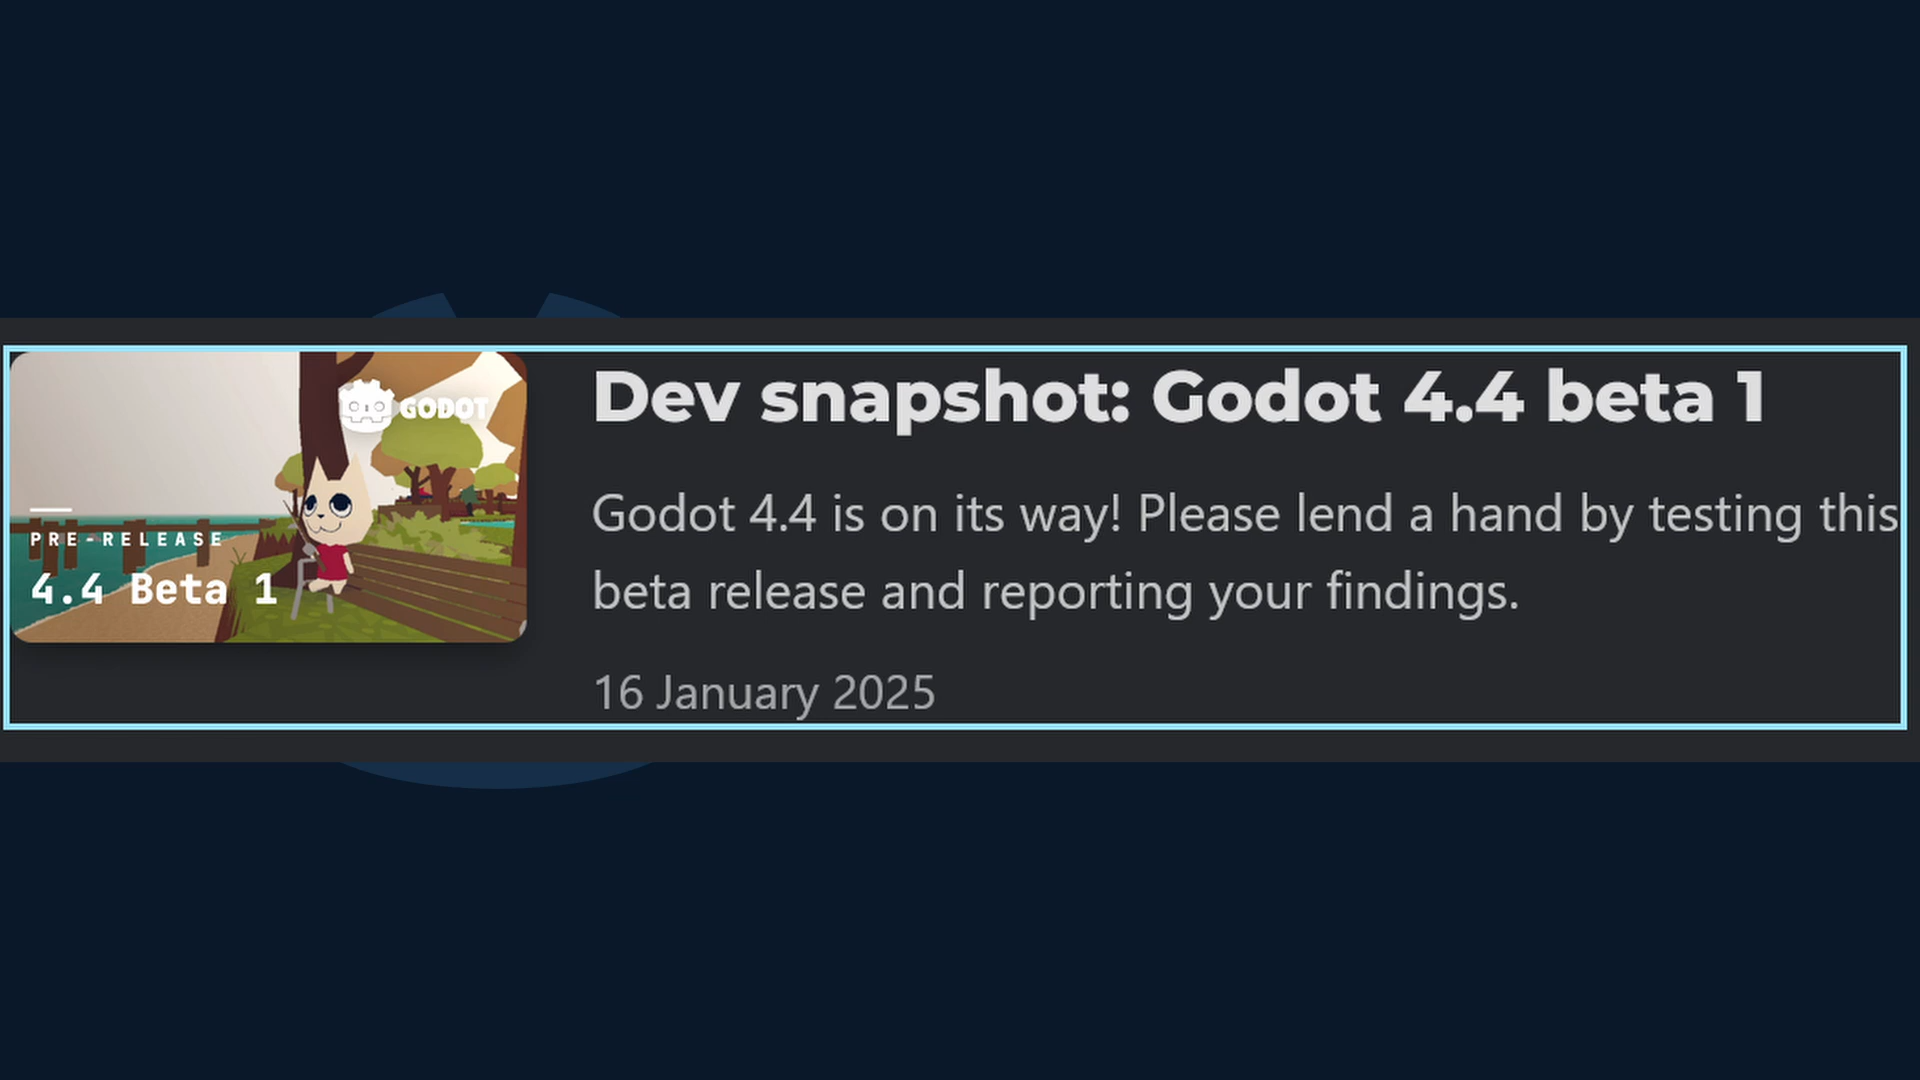 GODOT
PRE-RELEASE
4.4 Beta 1
Dev snapshot: Godot 4.4 beta 1
Godot 4.4 is on its way! Please lend a hand by testing this
beta release and reporting your findings.
16 January 2025